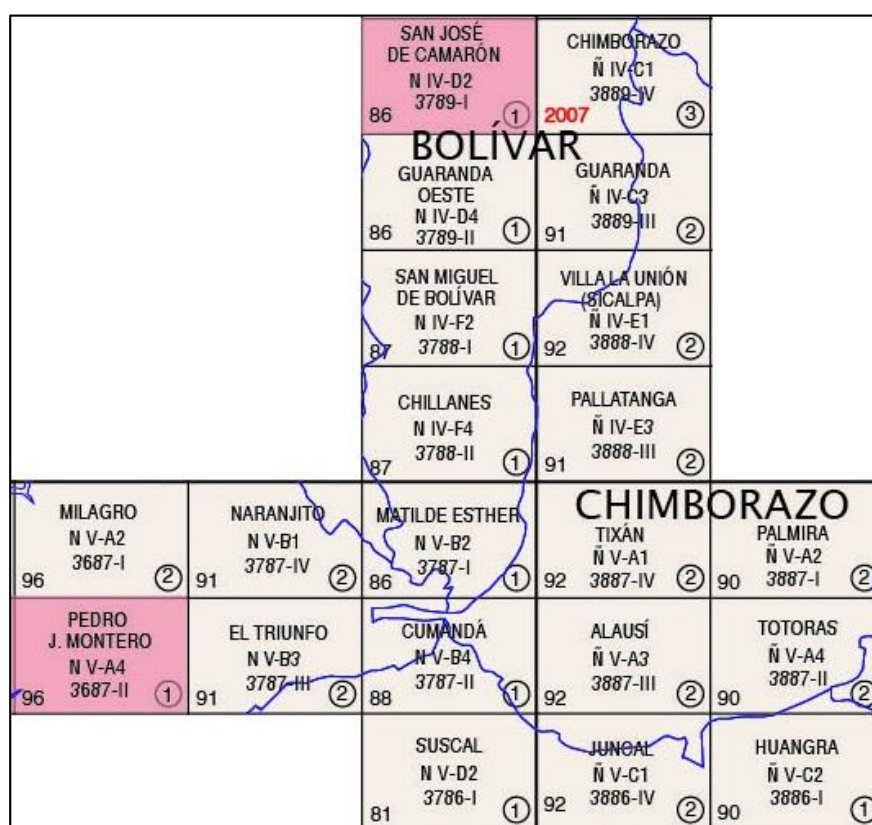 SAN JOSÉ
DE CAMARÓN
N IV-D2
3789-I
86
1
CHIMBORAZO
Ñ IV-C1
3889-IV
2007
3
BOLÍVAR
GUARANDA
OESTE
N IV-D4
3789-II
86
1
GUARANDA
Ñ IV-C3
3889-III
91
2
SAN MIGUEL
DE BOLÍVAR
N IV-F2
3788-I
87
1
VILLA LA UNIÓN
(SICALPA)
Ñ IV-E1
3888-IV
92
2
CHILLANES
N IV-F4
3788-II
87
1
PALLATANGA
Ñ IV-E3
3888-III
91
2
CHIMBORAZO
MILAGRO
N V-A2
3687-I
96
2
NARANJITO
N V-B1
3787-IV
91
2
MATILDE ESTHER
N V-B2
3787-I
86
1
TIXÁN
Ñ V-A1
3887-IV
92
2
PALMIRA
Ñ V-A2
3887-I
90
2
PEDRO
J. MONTERO
N V-A4
3687-II
96
1
EL TRIUNFO
N V-B3
3787-III
91
2
CUMANDÁ
N V-B4
3787-II
88
1
ALAUSÍ
Ñ V-A3
3887-III
92
2
TOTORAS
Ñ V-A4
3887-II
90
2
SUSCAL
N V-D2
3786-I
81
1
JUNCAL
Ñ V-C1
3886-IV
92
2
HUANGRA
Ñ V-C2
3886-I
90
1